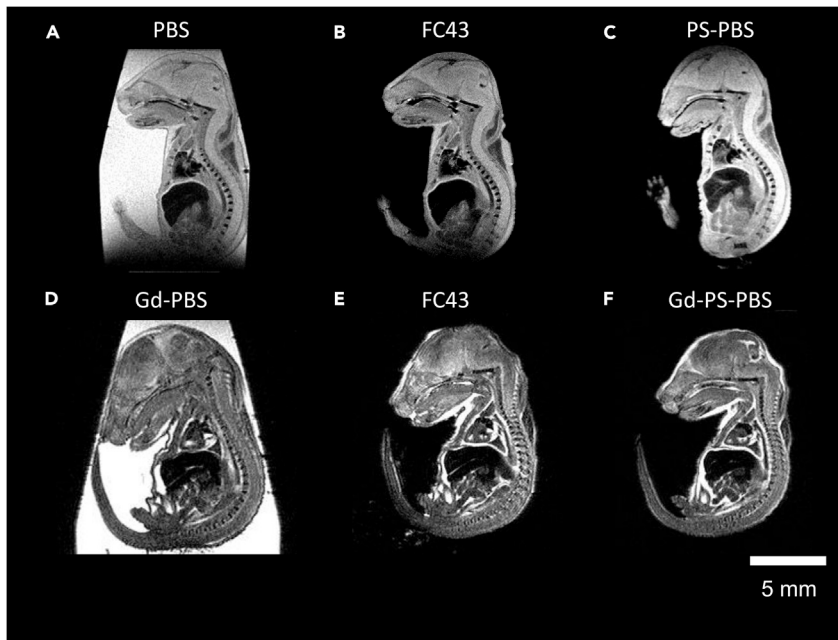 A PBS
B FC43
C PS-PBS
D Gd-PBS
E FC43
F Gd-PS-PBS
5 mm